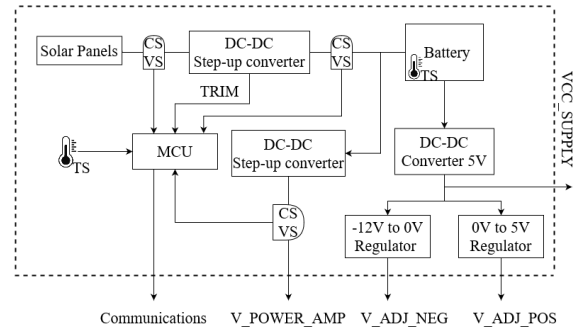 Solar Panels
CS
VS
DC-DC
Step-up converter
CS
VS
Battery
TS
VCC_SUPPLY
TRIM
TS
MCU
DC-DC
Step-up converter
DC-DC
Converter 5V
CS
VS
-12V to 0V
Regulator
0V to 5V
Regulator
Communications
V_POWER_AMP
V_ADJ_NEG
V_ADJ_POS